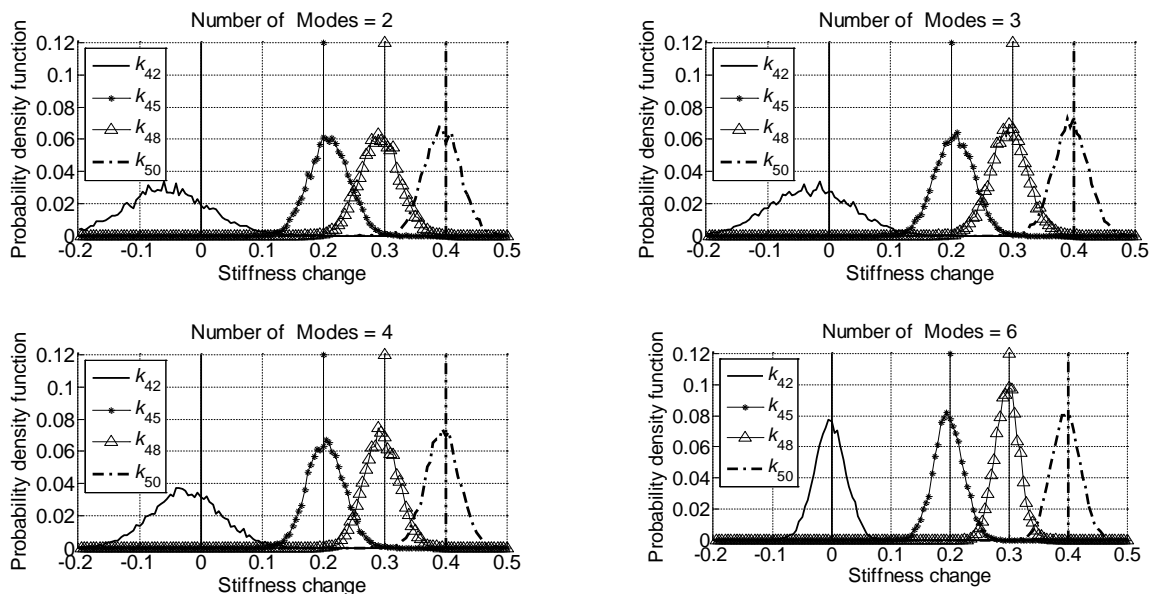 Number of Modes = 2
Probability density function
0.12
0.1
0.08
0.06
0.04
0.02
0
k42
k45
k48
k50
-0.2 -0.1 0 0.1 0.2 0.3 0.4 0.5
Stiffness change
Number of Modes = 3
Probability density function
0.12
0.1
0.08
0.06
0.04
0.02
0
k42
k45
k48
k50
-0.2 -0.1 0 0.1 0.2 0.3 0.4 0.5
Stiffness change
Number of Modes = 4
Probability density function
0.12
0.1
0.08
0.06
0.04
0.02
0
k42
k45
k48
k50
-0.2 -0.1 0 0.1 0.2 0.3 0.4 0.5
Stiffness change
Number of Modes = 6
Probability density function
0.12
0.1
0.08
0.06
0.04
0.02
0
k42
k45
k48
k50
-0.2 -0.1 0 0.1 0.2 0.3 0.4 0.5
Stiffness change